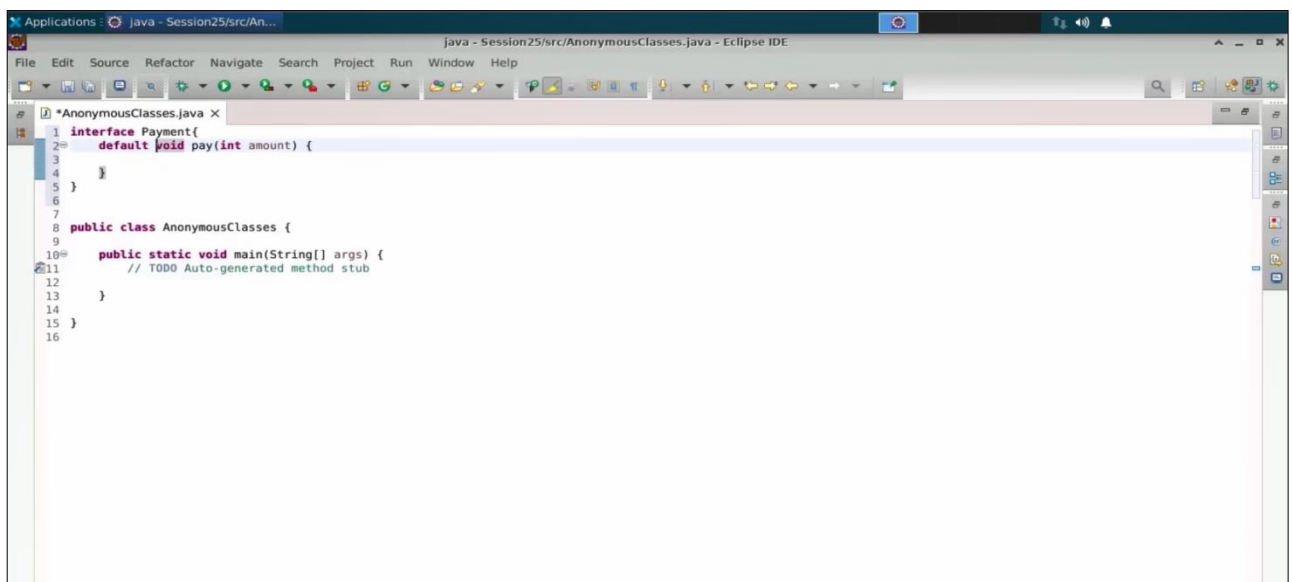 Applications java - Session25/src/An...
java - Session25/src/AnonymousClasses.java - Eclipse IDE
File Edit Source Refactor Navigate Search Project Run Window Help
*AnonymousClasses.java
1 interface Payment{
2 default void pay(int amount) {
3
4 }
5 }
6
7
8 public class AnonymousClasses {
9
10 public static void main(String[] args) {
11 // TODO Auto-generated method stub
12
13 }
14
15 }
16